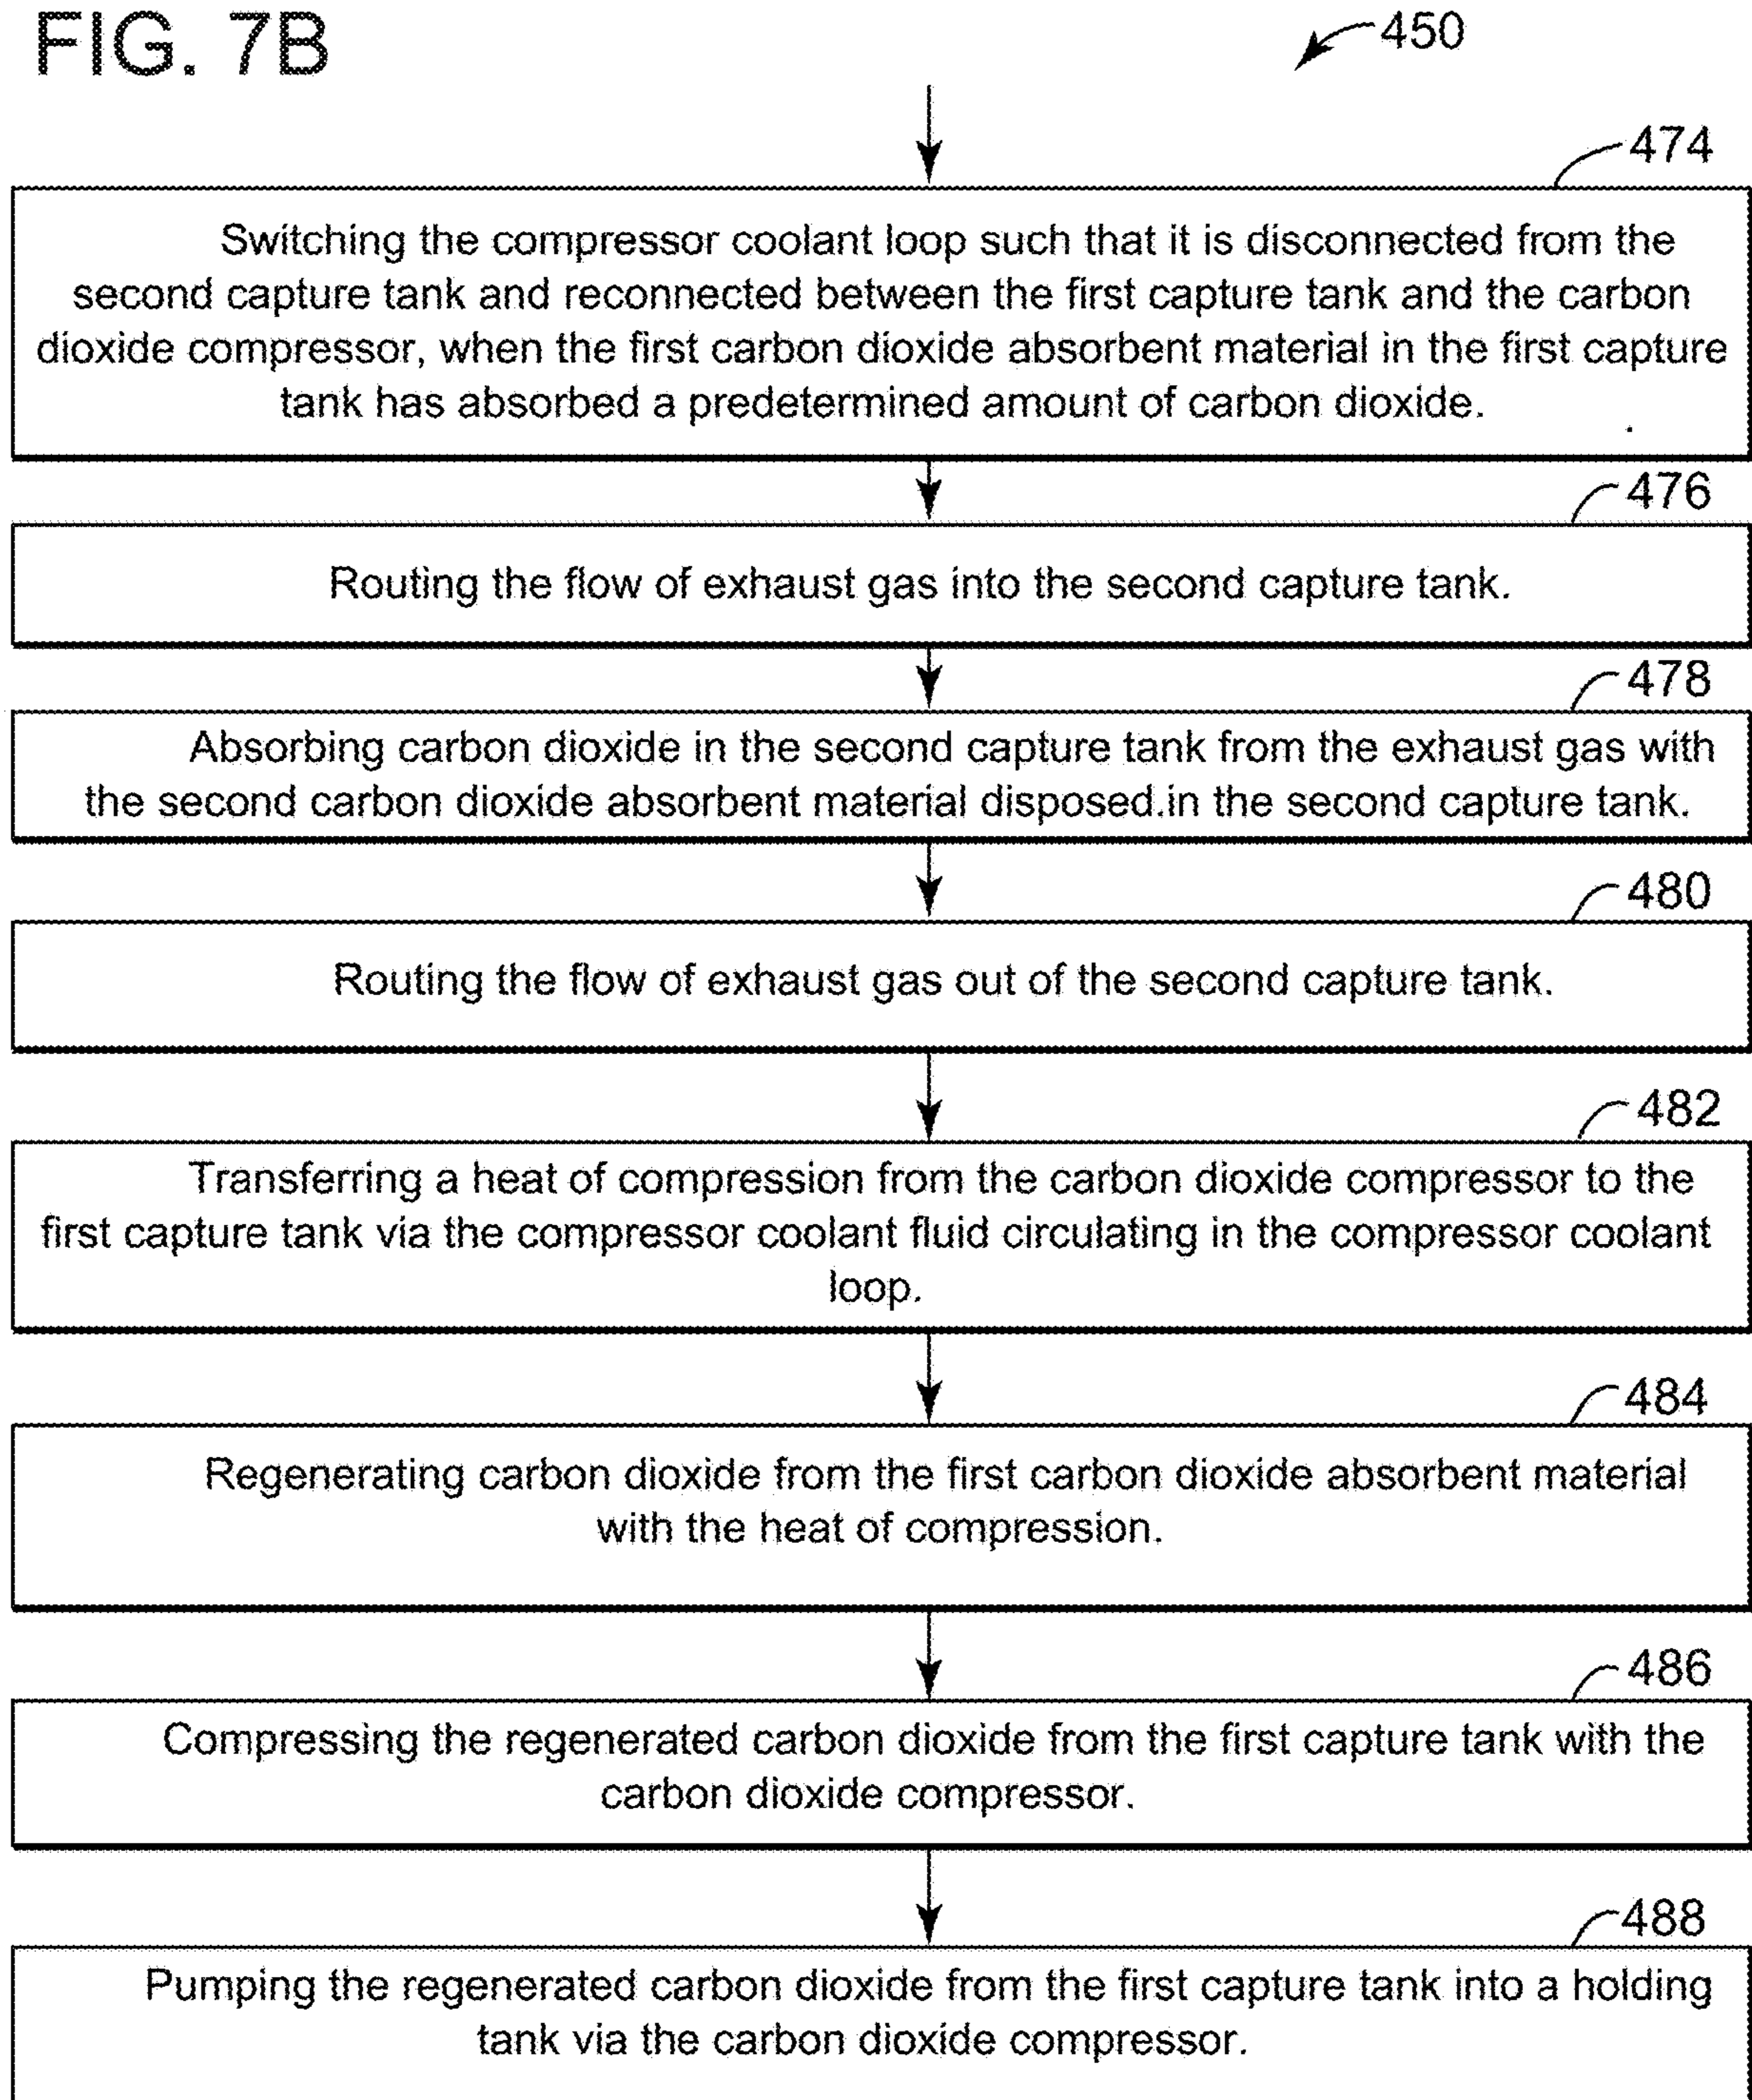 FIG. 7B
450
474
Switching the compressor coolant loop such that it is disconnected from the
second capture tank and reconnected between the first capture tank and the carbon
dioxide compressor, when the first carbon dioxide absorbent material in the first capture
tank has absorbed a predetermined amount of carbon dioxide.
476
Routing the flow of exhaust gas into the second capture tank.
478
Absorbing carbon dioxide in the second capture tank from the exhaust gas with
the second carbon dioxide absorbent material disposed.in the second capture tank.
480
Routing the flow of exhaust gas out of the second capture tank.
482
Transferring a heat of compression from the carbon dioxide compressor to the
first capture tank via the compressor coolant fluid circulating in the compressor coolant
loop.
484
Regenerating carbon dioxide from the first carbon dioxide absorbent material
with the heat of compression.
486
Compressing the regenerated carbon dioxide from the first capture tank with the
carbon dioxide compressor.
488
Pumping the regenerated carbon dioxide from the first capture tank into a holding
tank via the carbon dioxide compressor.